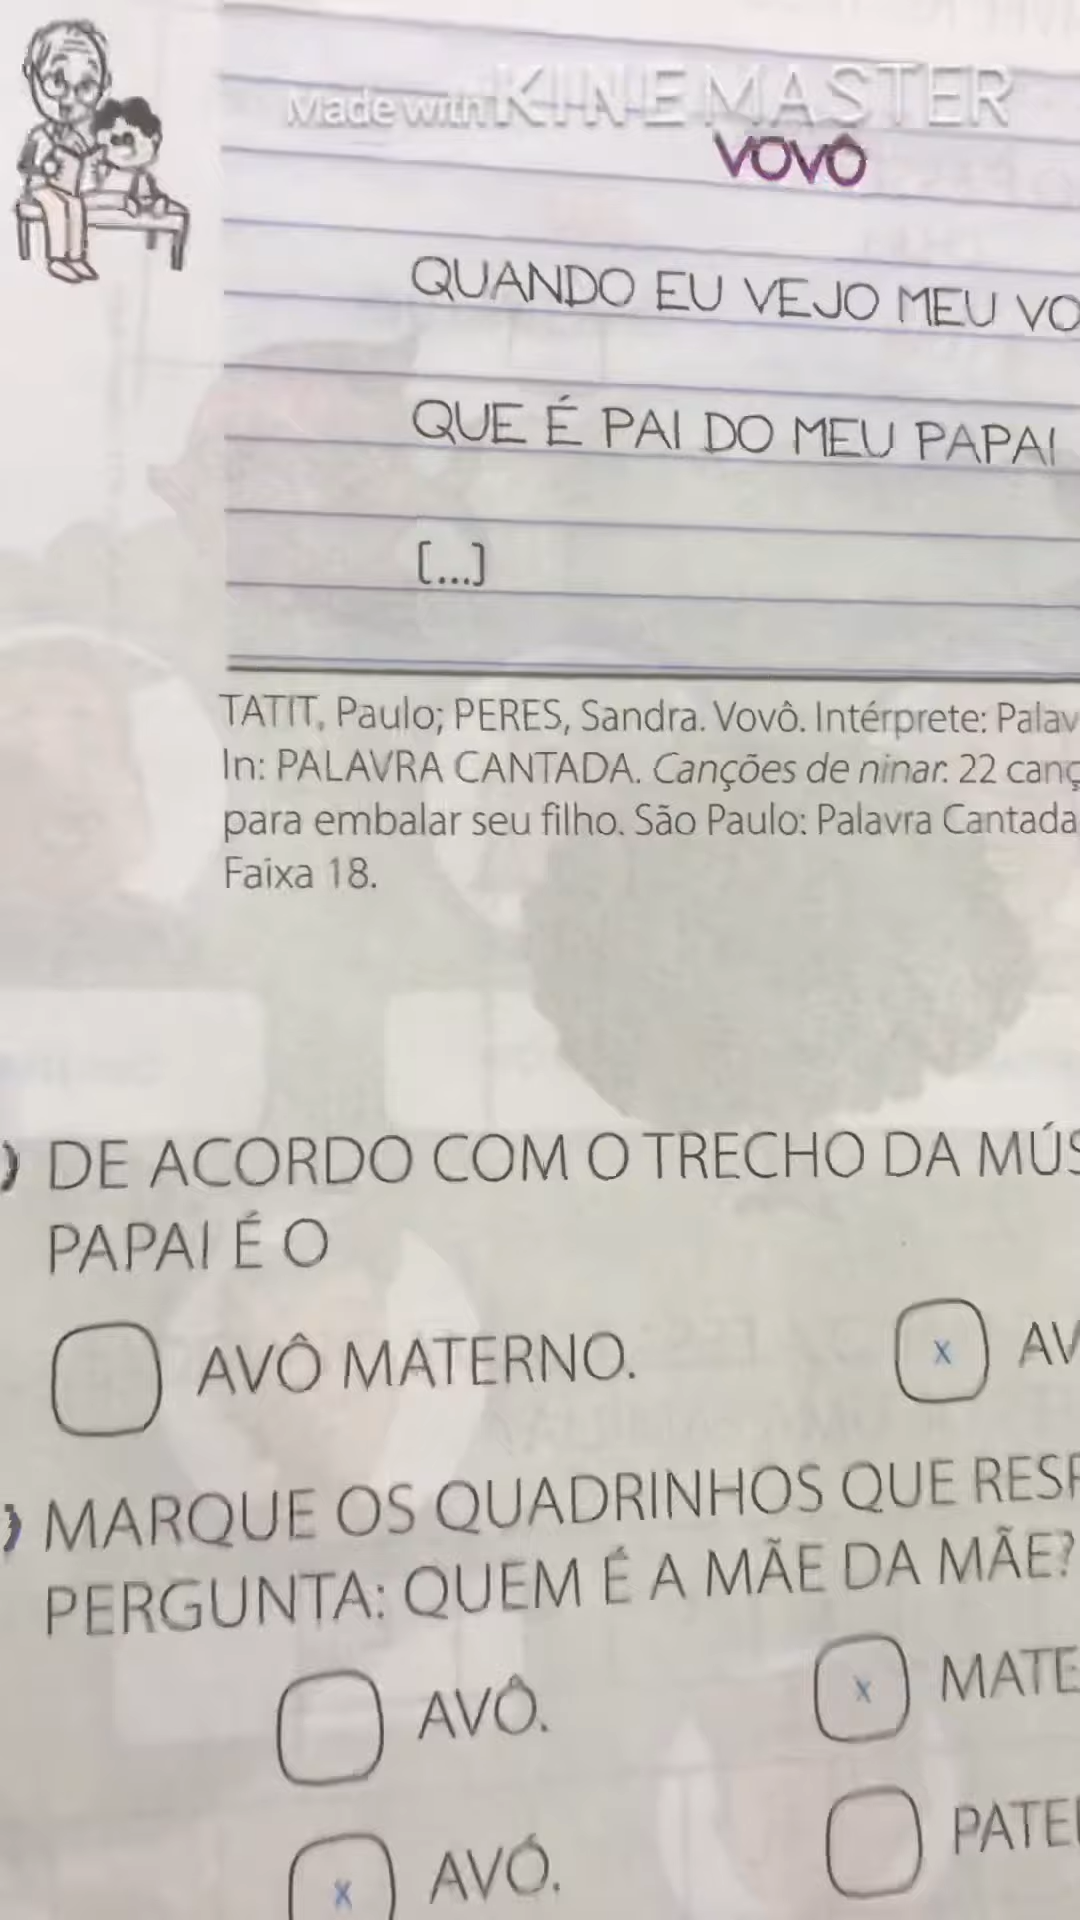 Made with KINEMASTER
VOVÔ
QUANDO EU VEJO MEU VO
QUE É PAI DO MEU PAPAI
[...]
TATIT, Paulo; PERES, Sandra. Vovô. Intérprete: Palav
In: PALAVRA CANTADA. Canções de ninar: 22 canç
para embalar seu filho. São Paulo: Palavra Cantada
Faixa 18.
) DE ACORDO COM O TRECHO DA MÚS
PAPAI É O
AVÔ MATERNO. x AV
) MARQUE OS QUADRINHOS QUE RESP
PERGUNTA: QUEM É A MÃE DA MÃE?
AVÔ. x MATE
x AVÓ. PATE